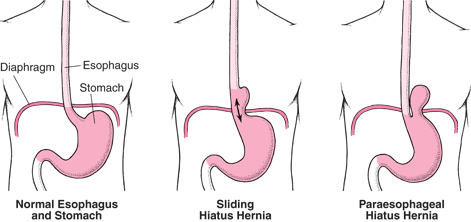 Diaphragm
Esophagus
Stomach
Normal Esophagus
and Stomach
Sliding
Hiatus Hernia
Paraesophageal
Hiatus Hernia